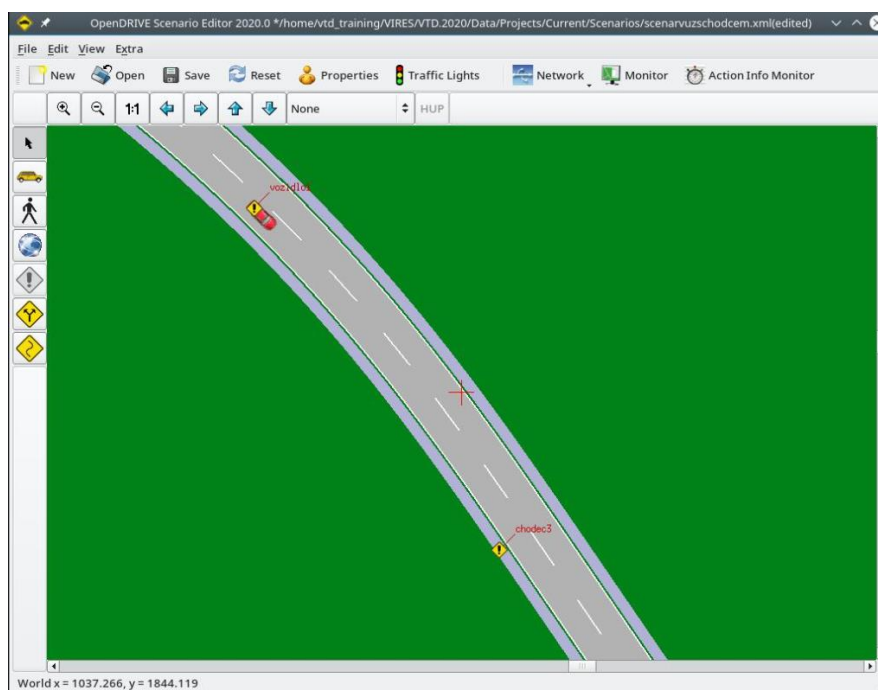 OpenDRIVE Scenario Editor 2020.0 */home/vtd_training/VIRES/VTD.2020/Data/Projects/Current/Scenarios/scenarvuzschodcem.xml(edited)
File Edit View Extra
New Open Save Reset Properties Traffic Lights Network Monitor Action Info Monitor
1:1 None HUP
vozidlo1
chodec3
World x = 1037.266, y = 1844.119